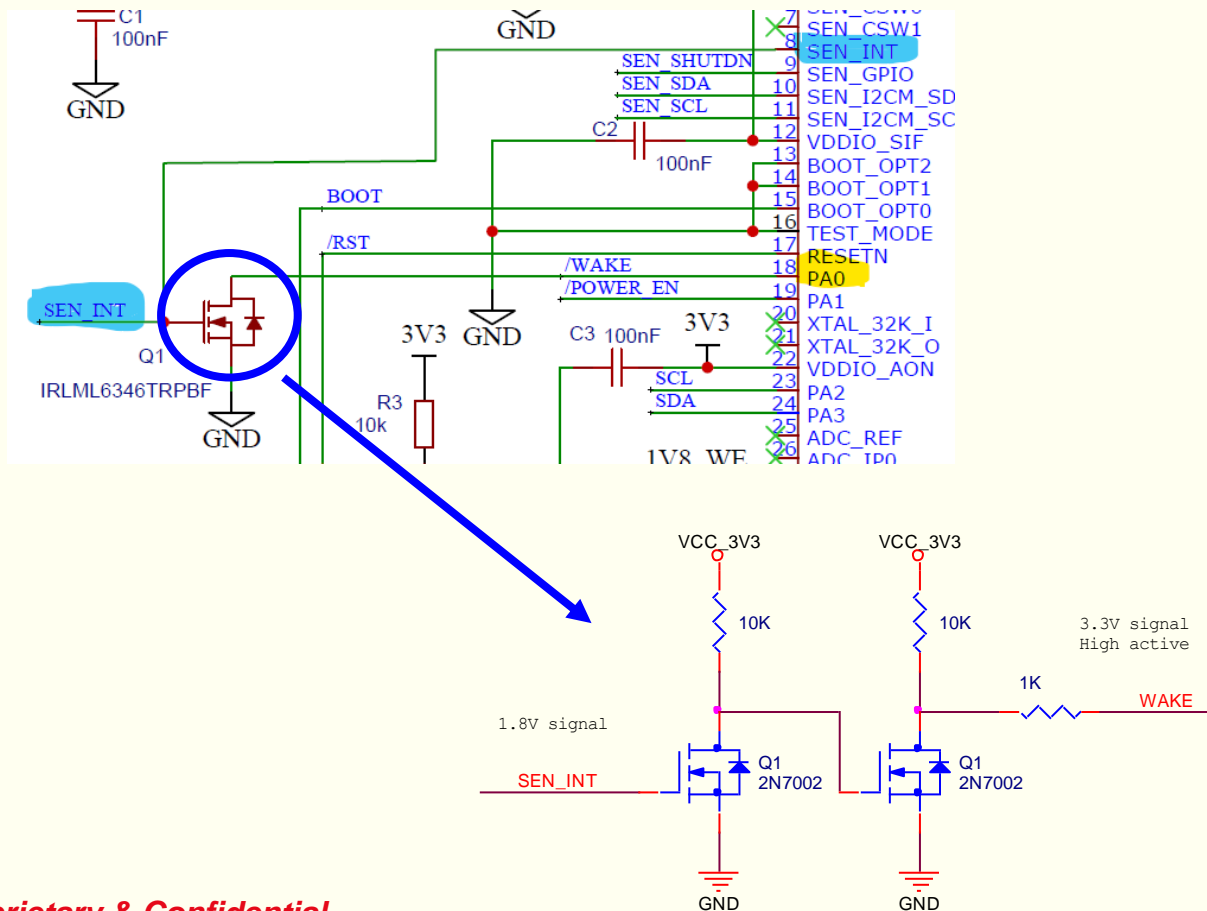 C1
100nF
GND
GND
7
SEN_CSW1
8
SEN_INT
SEN_SHUTDN
9
SEN_GPIO
SEN_SDA
10
SEN_I2CM_SD
SEN_SCL
11
SEN_I2CM_SC
C2
100nF
12
VDDIO_SIF
13
BOOT_OPT2
14
BOOT_OPT1
BOOT
15
BOOT_OPT0
16
TEST_MODE
/RST
17
RESETN
/WAKE
18
PA0
/POWER_EN
19
PA1
SEN_INT
Q1
IRLML6346TRPBF
GND
3V3
GND
R3
10k
C3 100nF
3V3
20
XTAL_32K_I
21
XTAL_32K_O
22
VDDIO_AON
SCL
23
PA2
SDA
24
PA3
25
ADC_REF
26
ADC_IP0
1V8
VCC_3V3
VCC_3V3
10K
10K
3.3V signal
High active
1K
WAKE
1.8V signal
SEN_INT
Q1
2N7002
Q1
2N7002
GND
GND
& Confidential